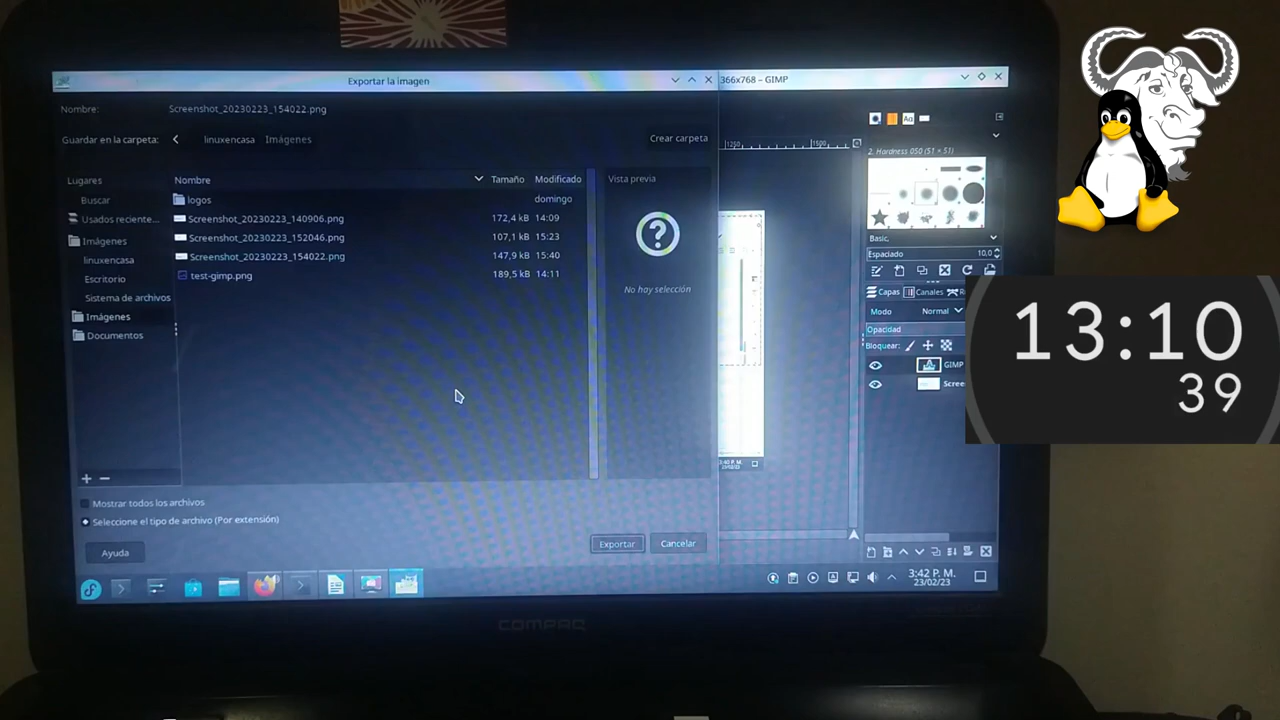 Exportar la imagen
366x768 – GIMP
Nombre:
Screenshot_20230223_154022.png
Guardar en la carpeta:
linuxencasa
Imágenes
Crear carpeta
Lugares
Buscar
Usados reciente...
Imágenes
linuxencasa
Escritorio
Sistema de archivos
Imágenes
Documentos
Nombre Tamaño Modificado
logos domingo
Screenshot_20230223_140906.png 172,4 kB 14:09
Screenshot_20230223_152046.png 107,1 kB 15:23
Screenshot_20230223_154022.png 147,9 kB 15:40
test-gimp.png 189,5 kB 14:11
Vista previa
?
No hay selección
Mostrar todos los archivos
Seleccione el tipo de archivo (Por extensión)
Ayuda
Exportar
Cancelar
1250
1500
2. Hardness 050 (51 × 51)
Basic,
Espaciado 10,0
Capas
Canales
Modo Normal
Opacidad
Bloquear:
GIMP
Scree
3:42 P. M.
23/02/23
13:10
39
COMPAQ